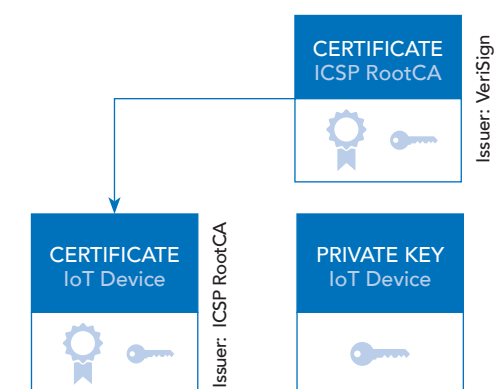 CERTIFICATE
ICSP RootCA
Issuer: VeriSign
CERTIFICATE
IoT Device
Issuer: ICSP RootCA
PRIVATE KEY
IoT Device